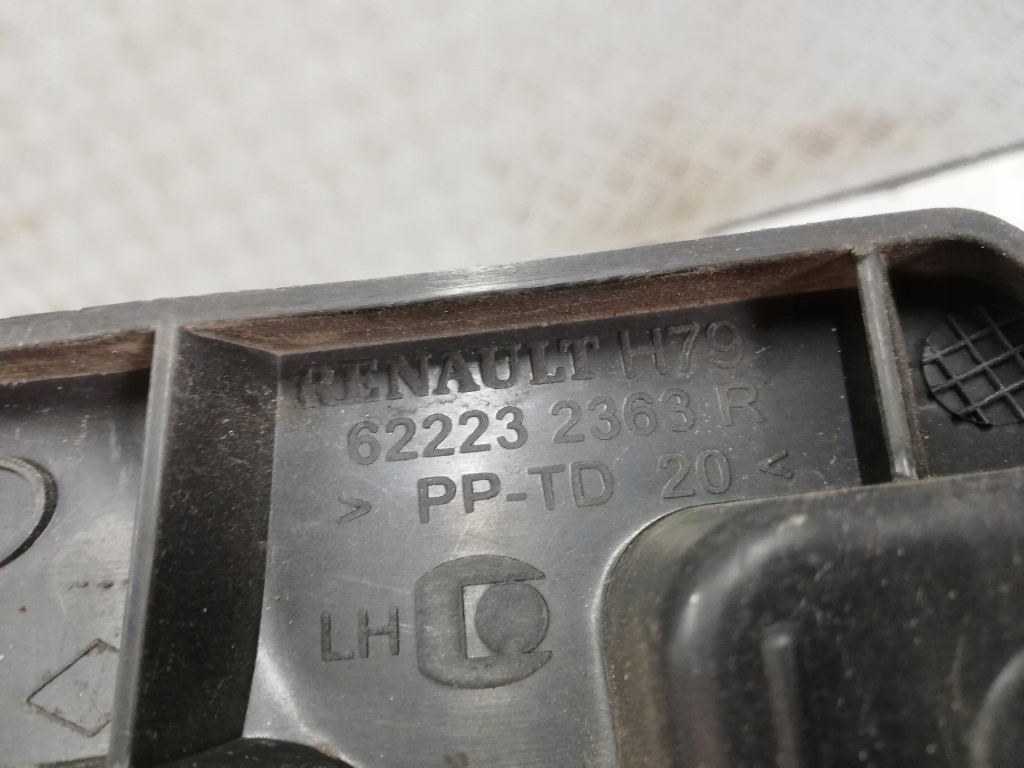 RENAULT H79
62223 2363 R
> PP-TD 20 <
LH